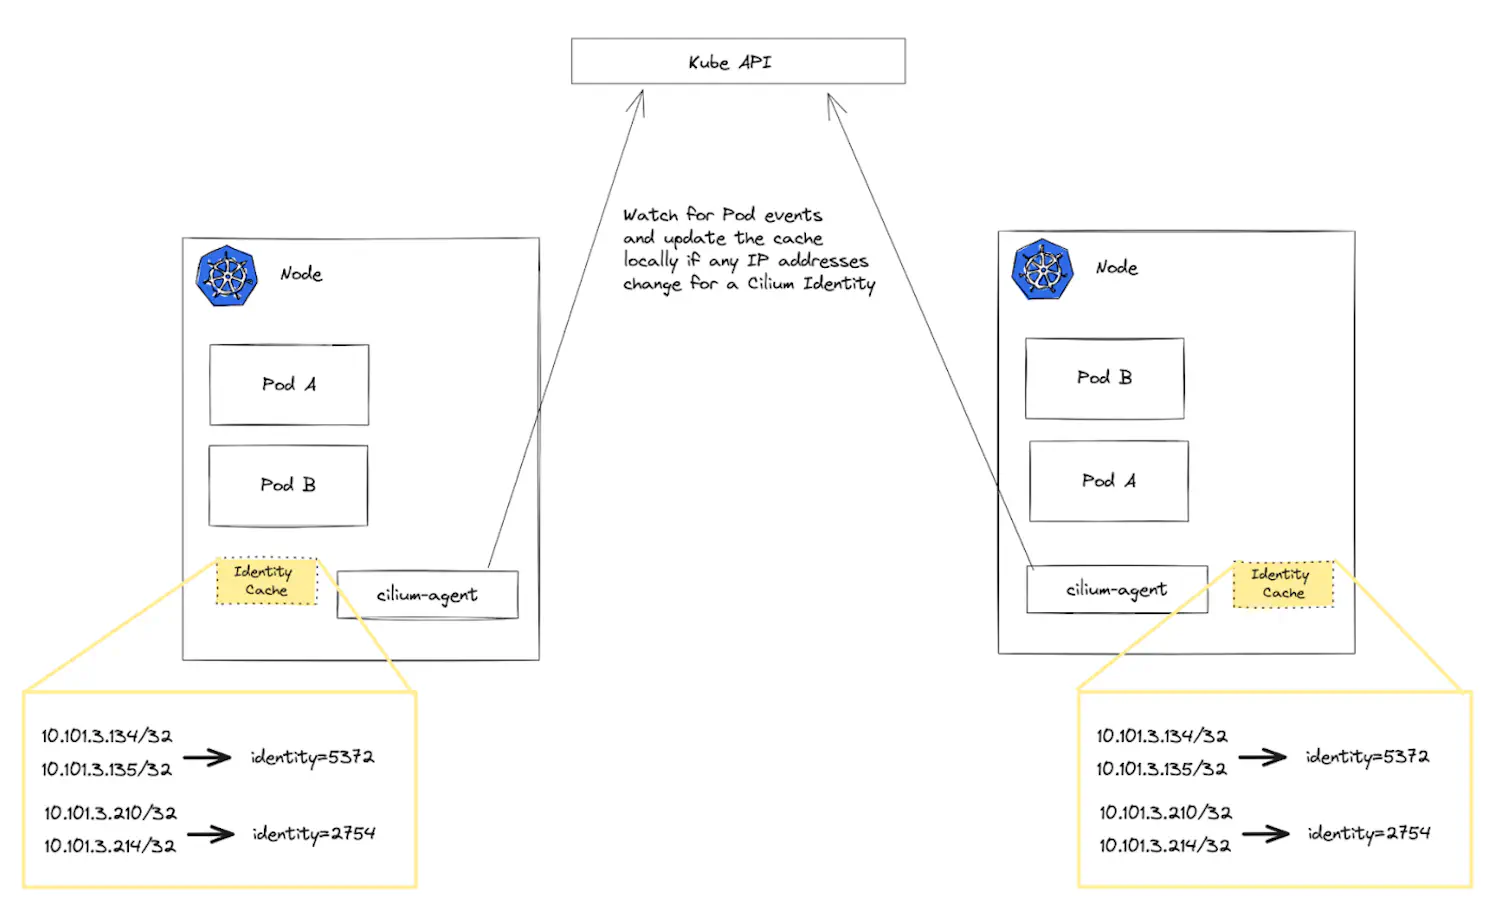 Kube API
Watch for Pod events
and update the cache
locally if any IP addresses
change for a Cilium Identity
Node
Pod A
Pod B
Identity
Cache
cilium-agent
10.101.3.134/32
10.101.3.135/32
identity=5372
10.101.3.210/32
10.101.3.214/32
identity=2754
Node
Pod B
Pod A
cilium-agent
Identity
Cache
10.101.3.134/32
10.101.3.135/32
identity=5372
10.101.3.210/32
10.101.3.214/32
identity=2754